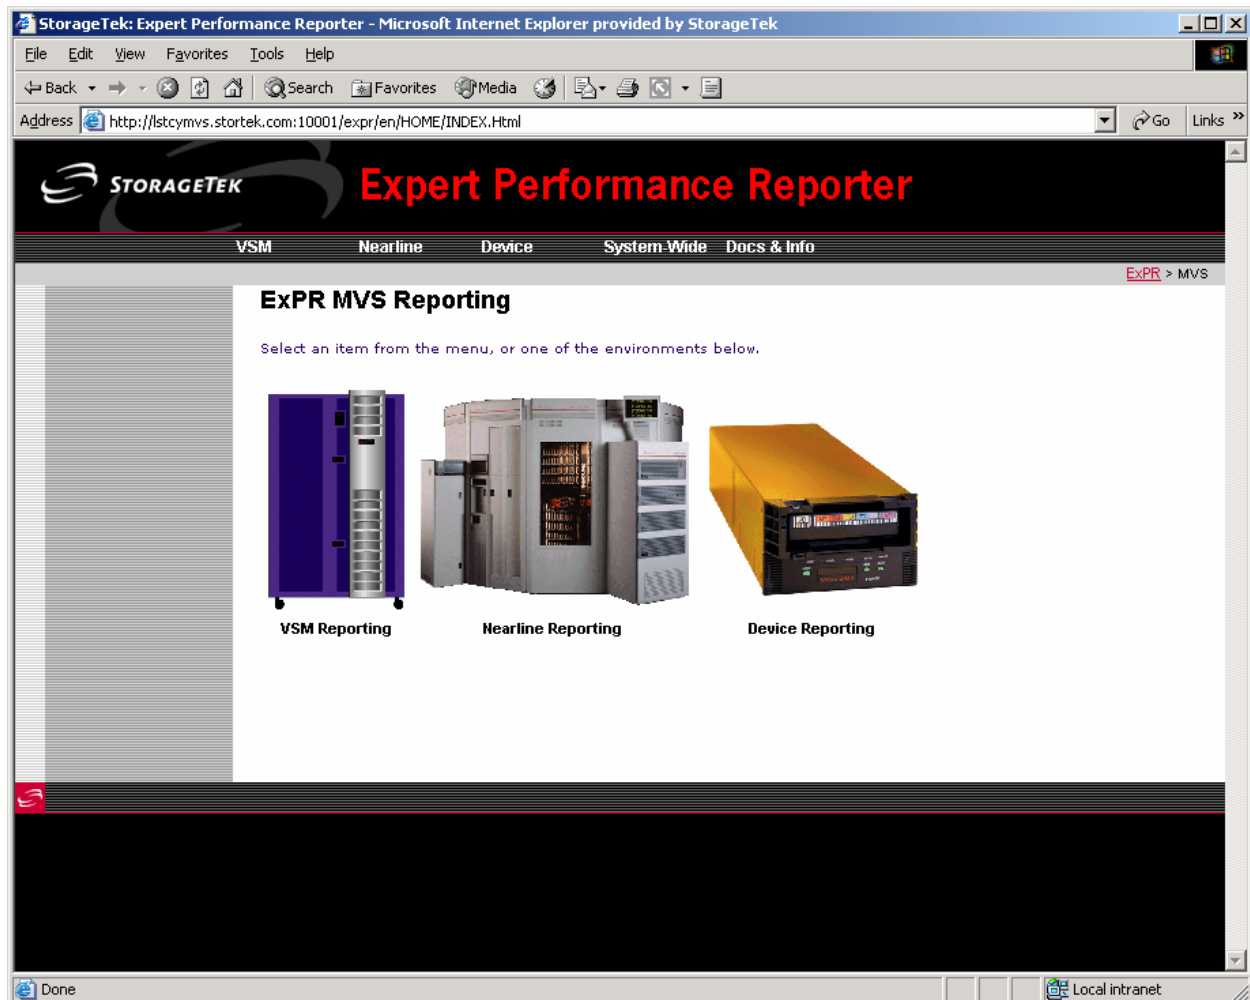 StorageTek: Expert Performance Reporter - Microsoft Internet Explorer provided by StorageTek
File Edit View Favorites Tools Help
Back Search Favorites Media
Address http://lstcymvs.stortek.com:10001/expr/en/HOME/INDEX.Html Go Links »
STORAGETEK Expert Performance Reporter
VSM Nearline Device System-Wide Docs & Info
ExPR > MVS
ExPR MVS Reporting
Select an item from the menu, or one of the environments below.
VSM Reporting Nearline Reporting Device Reporting
Done Local intranet